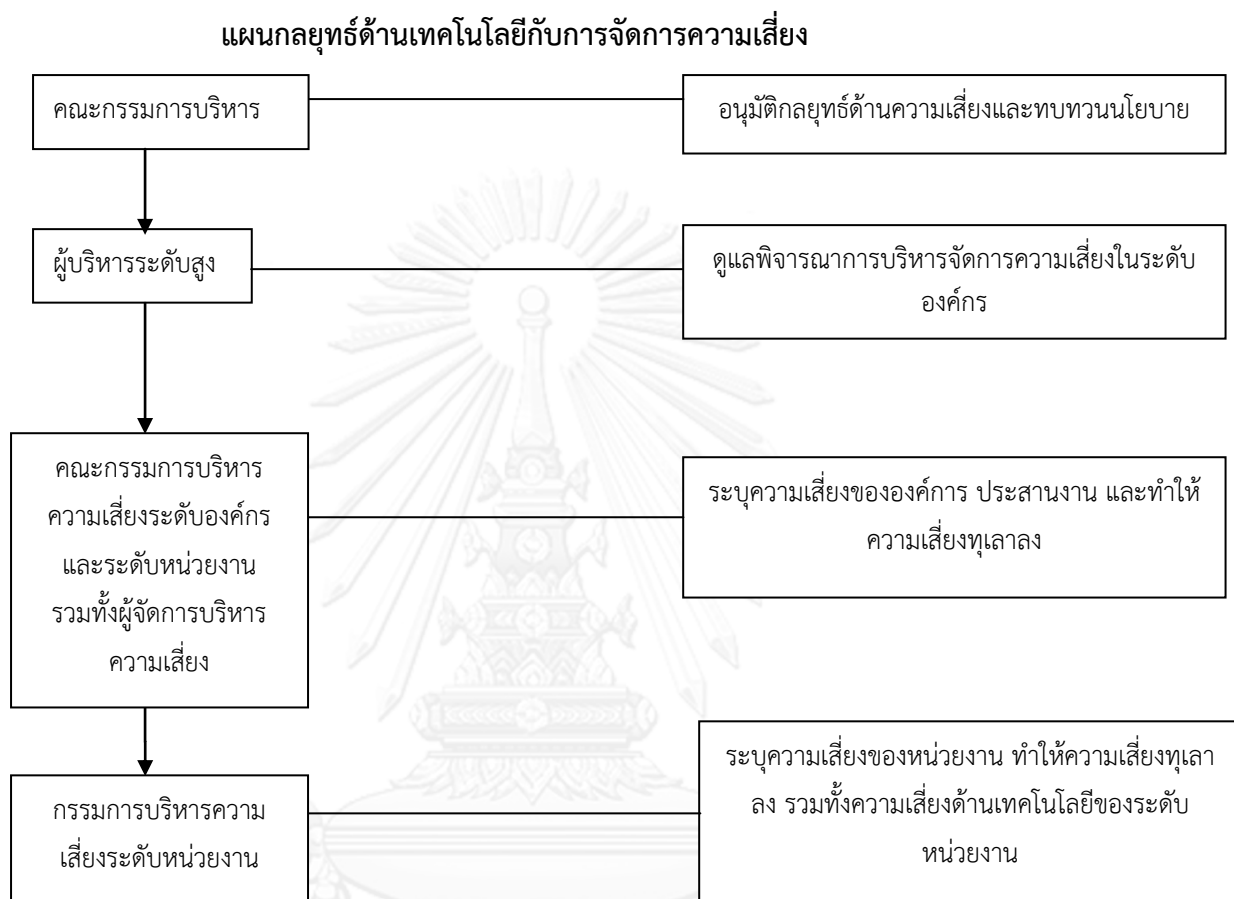 แผนกลยุทธ์ด้านเทคโนโลยีกับการจัดการความเสี่ยง
คณะกรรมการบริหาร
อนุมัติกลยุทธ์ด้านความเสี่ยงและทบทวนนโยบาย
ผู้บริหารระดับสูง
ดูแลพิจารณาการบริหารจัดการความเสี่ยงในระดับ
องค์กร
คณะกรรมการบริหาร
ความเสี่ยงระดับองค์กร
และระดับหน่วยงาน
รวมทั้งผู้จัดการบริหาร
ความเสี่ยง
ระบุความเสี่ยงขององค์การ ประสานงาน และทำให้
ความเสี่ยงทุเลาลง
กรรมการบริหารความ
เสี่ยงระดับหน่วยงาน
ระบุความเสี่ยงของหน่วยงาน ทำให้ความเสี่ยงทุเลา
ลง รวมทั้งความเสี่ยงด้านเทคโนโลยีของระดับ
หน่วยงาน